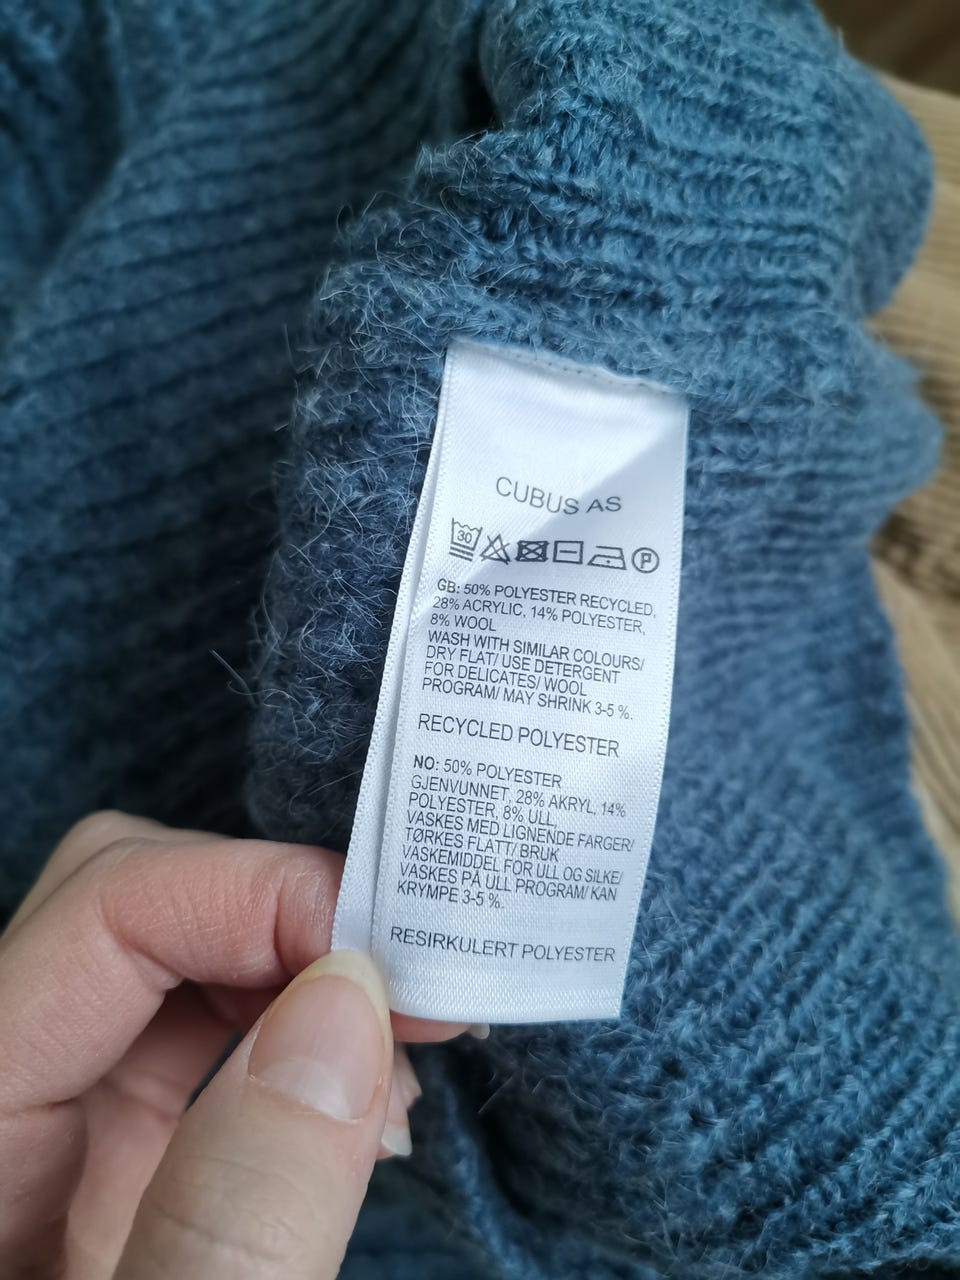 CUBUS AS
30 P
GB: 50% POLYESTER RECYCLED,
28% ACRYLIC, 14% POLYESTER,
8% WOOL
WASH WITH SIMILAR COLOURS/
DRY FLAT/ USE DETERGENT
FOR DELICATES/ WOOL
PROGRAM/ MAY SHRINK 3-5 %.
RECYCLED POLYESTER
NO: 50% POLYESTER
GJENVUNNET, 28% AKRYL, 14%
POLYESTER, 8% ULL
VASKES MED LIGNENDE FARGER/
TØRKES FLATT/ BRUK
VASKEMIDDEL FOR ULL OG SILKE/
VASKES PÅ ULL PROGRAM/ KAN
KRYMPE 3-5 %.
RESIRKULERT POLYESTER